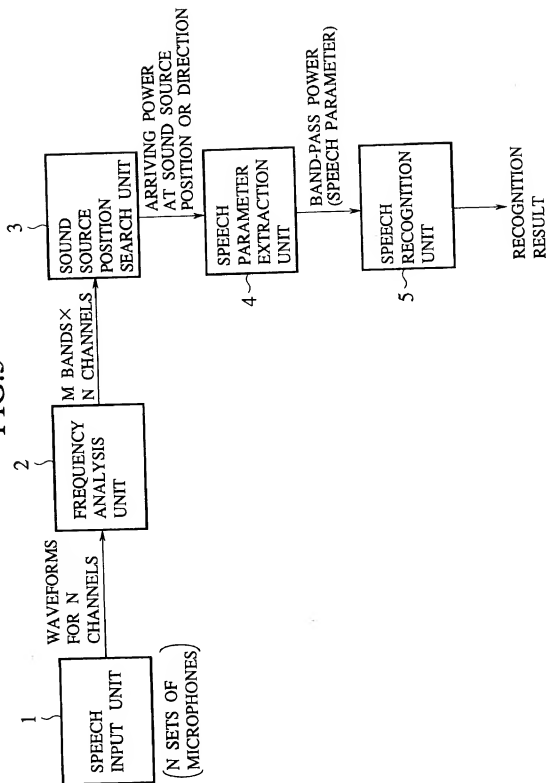 1
SPEECH
INPUT UNIT
(N SETS OF
MICROPHONES)
WAVEFORMS
FOR N
CHANNELS
2
FREQUENCY
ANALYSIS
UNIT
M BANDS×
N CHANNELS
3
SOUND
SOURCE
POSITION
SEARCH UNIT
ARRIVING POWER
AT SOUND SOURCE
POSITION OR DIRECTION
4
SPEECH
PARAMETER
EXTRACTION
UNIT
BAND-PASS POWER
(SPEECH PARAMETER)
5
SPEECH
RECOGNITION
UNIT
RECOGNITION
RESULT